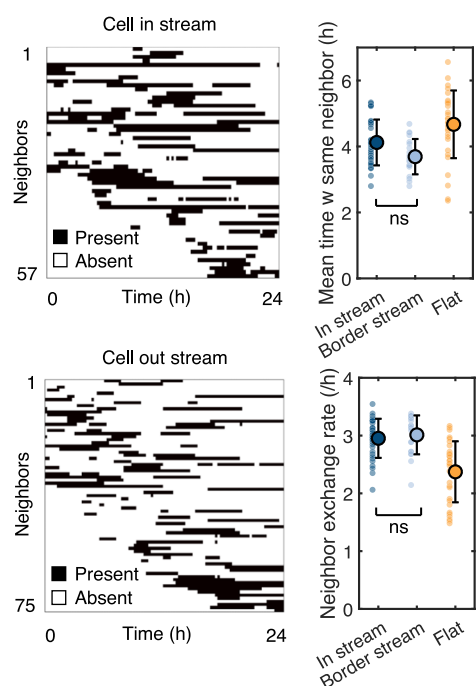 Cell in stream
1
Neighbors
Present
Absent
57
0
Time (h)
24
Mean time w same neighbor (h)
6
4
2
0
ns
In stream
Border stream
Flat
Cell out stream
1
Neighbors
Present
Absent
75
0
Time (h)
24
Neighbor exchange rate (/h)
4
3
2
1
0
ns
In stream
Border stream
Flat